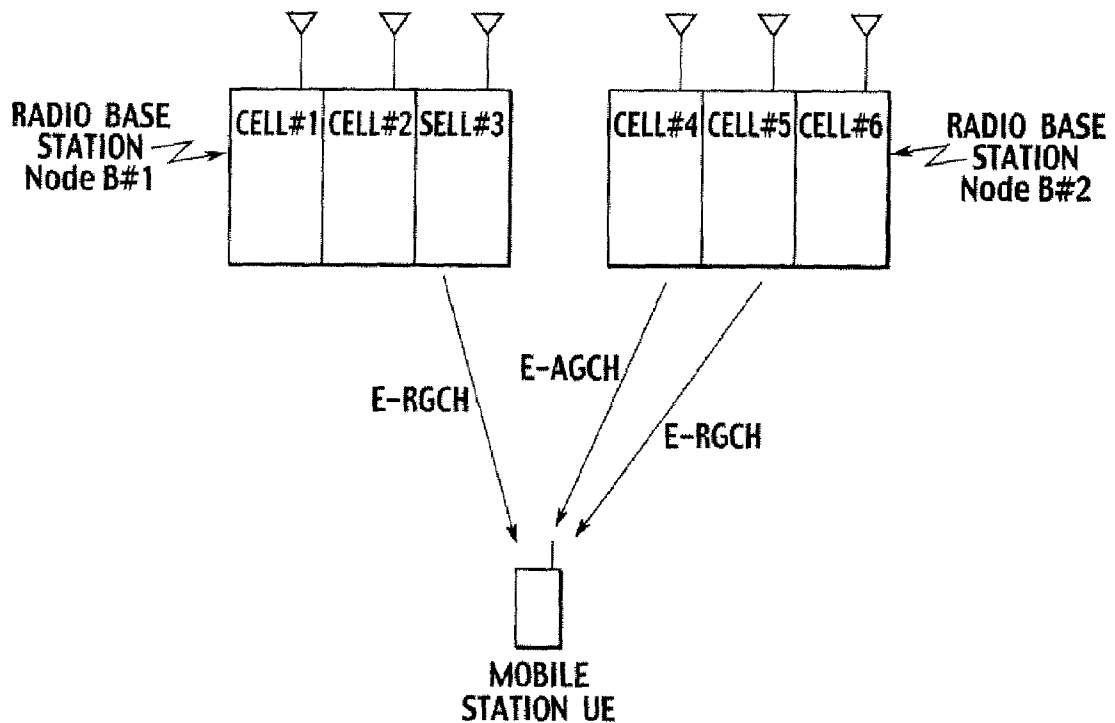 RADIO BASE
STATION
Node B#1
CELL#1 CELL#2 SELL#3
CELL#4 CELL#5 CELL#6
RADIO BASE
STATION
Node B#2
E-RGCH
E-AGCH
E-RGCH
MOBILE
STATION UE